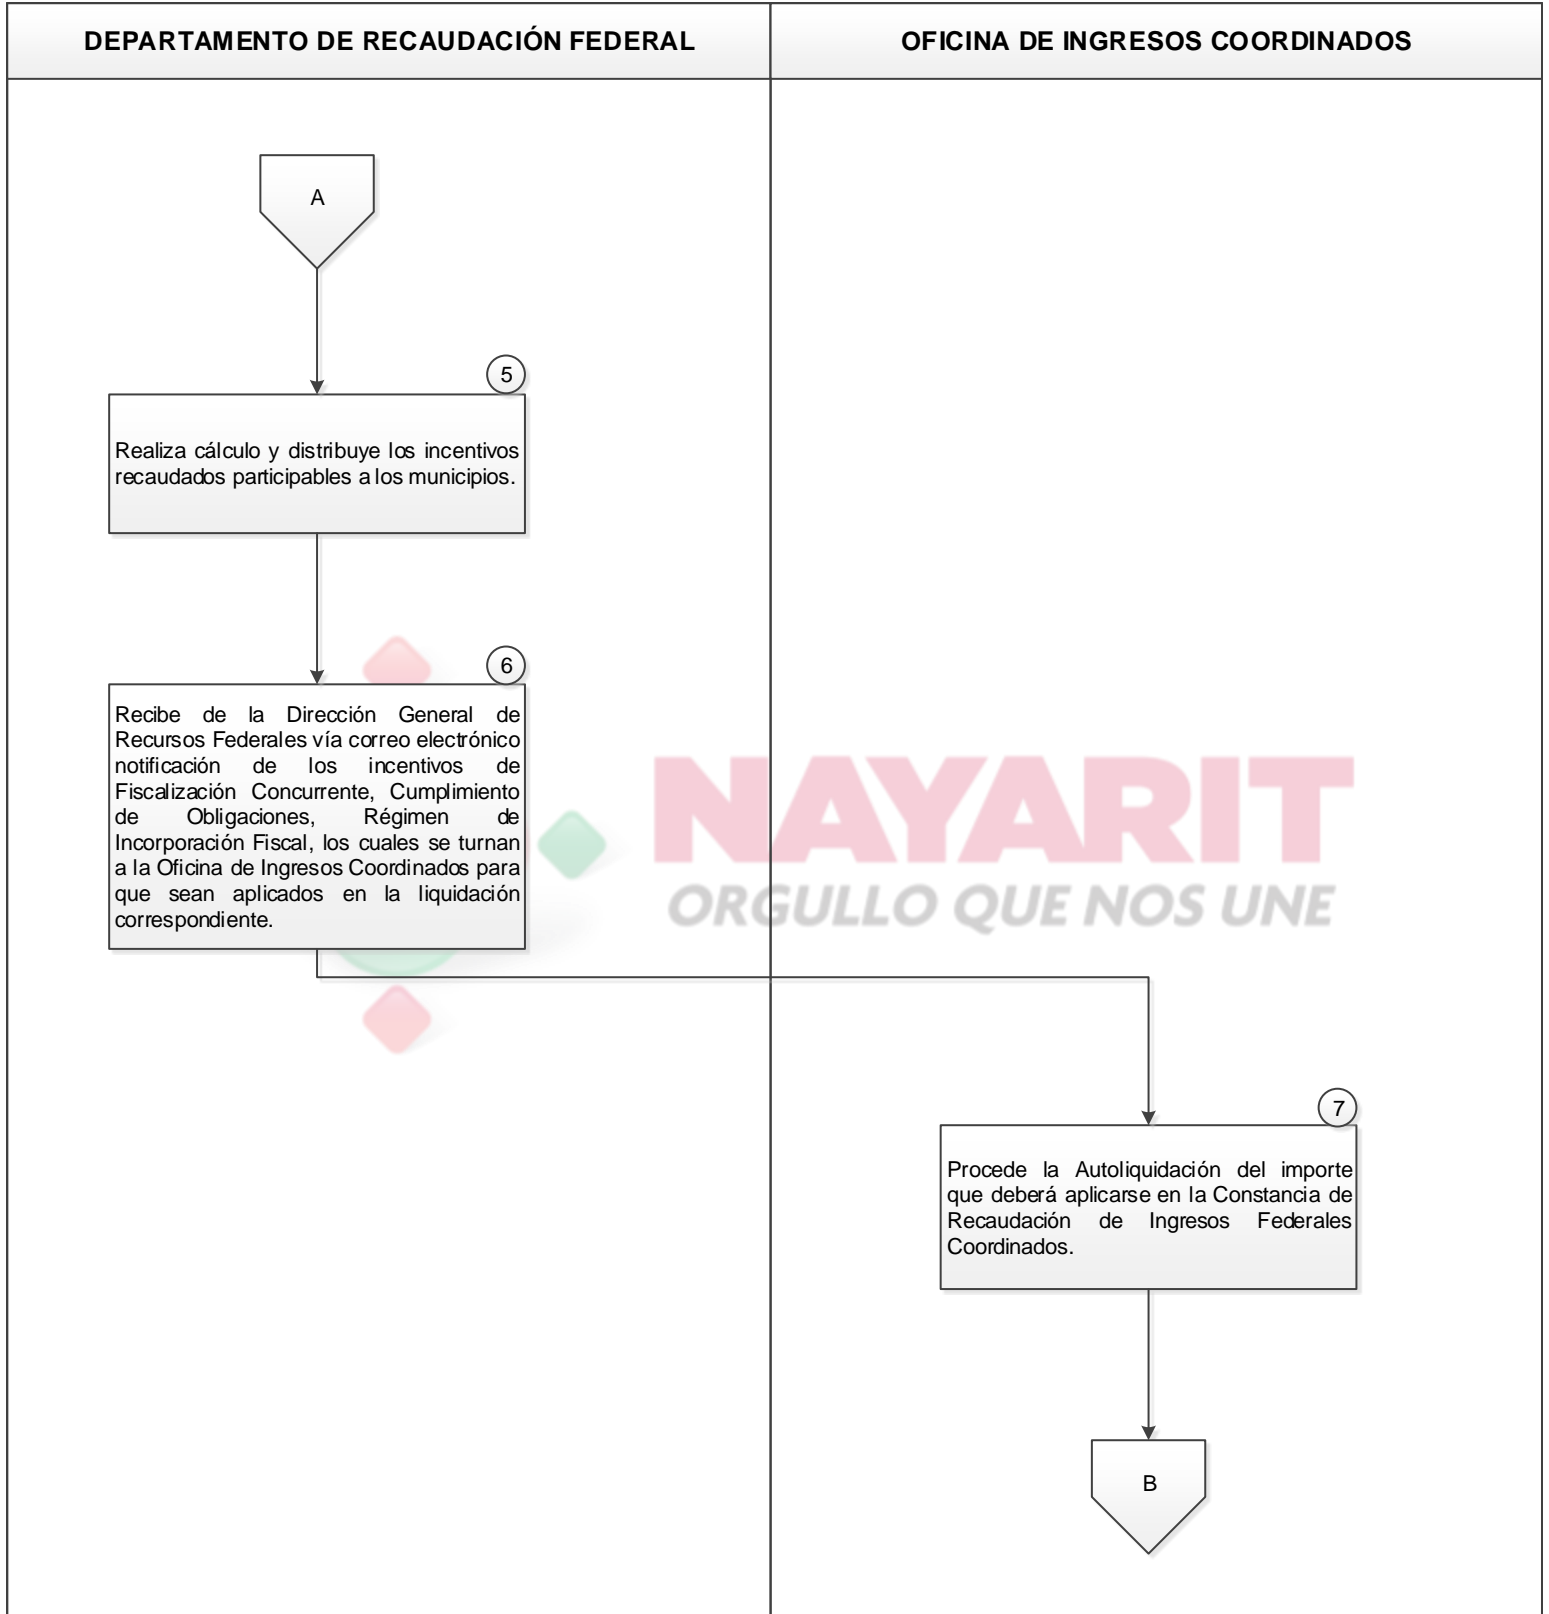 DEPARTAMENTO DE RECAUDACIÓN FEDERAL
OFICINA DE INGRESOS COORDINADOS
A
5
Realiza cálculo y distribuye los incentivos
recaudados participables a los municipios.
6
Recibe de la Dirección General de
Recursos Federales vía correo electrónico
notificación de los incentivos de
Fiscalización Concurrente, Cumplimiento
de Obligaciones, Régimen de
Incorporación Fiscal, los cuales se turnan
a la Oficina de Ingresos Coordinados para
que sean aplicados en la liquidación
correspondiente.
NAYARIT
ORGULLO QUE NOS UNE
7
Procede la Autoliquidación del importe
que deberá aplicarse en la Constancia de
Recaudación de Ingresos Federales
Coordinados.
B